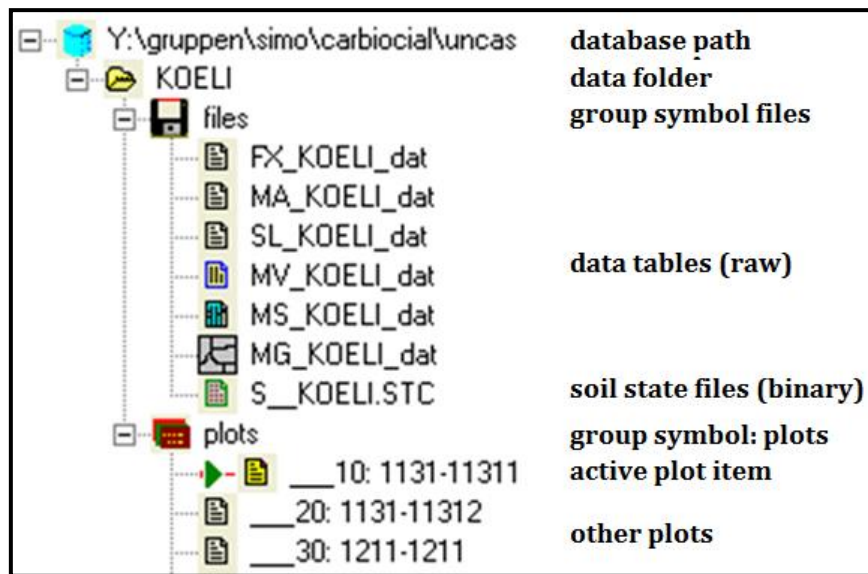 Y:\gruppen\simo\carbiocial\uncas database path
KOELI data folder
files group symbol files
FX_KOELI_dat
MA_KOELI_dat
SL_KOELI_dat
MV_KOELI_dat data tables (raw)
MS_KOELI_dat
MG_KOELI_dat
S__KOELI.STC soil state files (binary)
plots group symbol: plots
___10: 1131-11311 active plot item
___20: 1131-11312
other plots
___30: 1211-1211